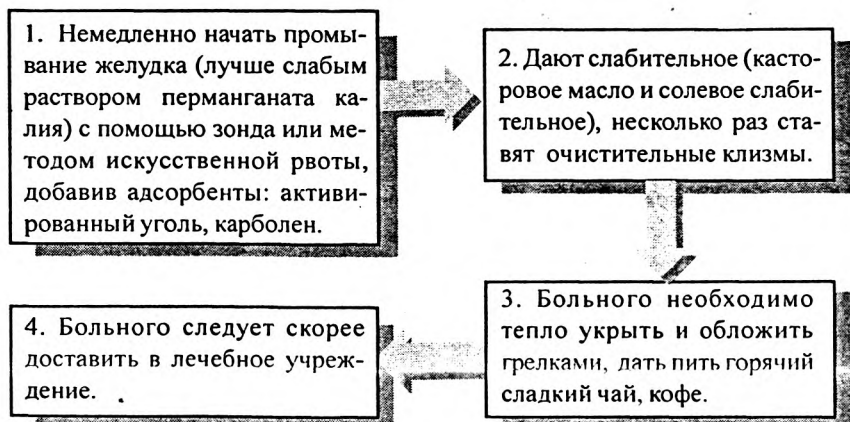 1. Немедленно начать промы-
вание желудка (лучше слабым
раствором перманганата ка-
лия) с помощью зонда или ме-
тодом искусственной рвоты,
добавив адсорбенты: активи-
рованный уголь, карболен.
2. Дают слабительное (касто-
ровое масло и солевое слаби-
тельное), несколько раз ста-
вят очистительные клизмы.
3. Больного необходимо
тепло укрыть и обложить
грелками, дать пить горячий
сладкий чай, кофе.
4. Больного следует скорее
доставить в лечебное учреж-
дение.